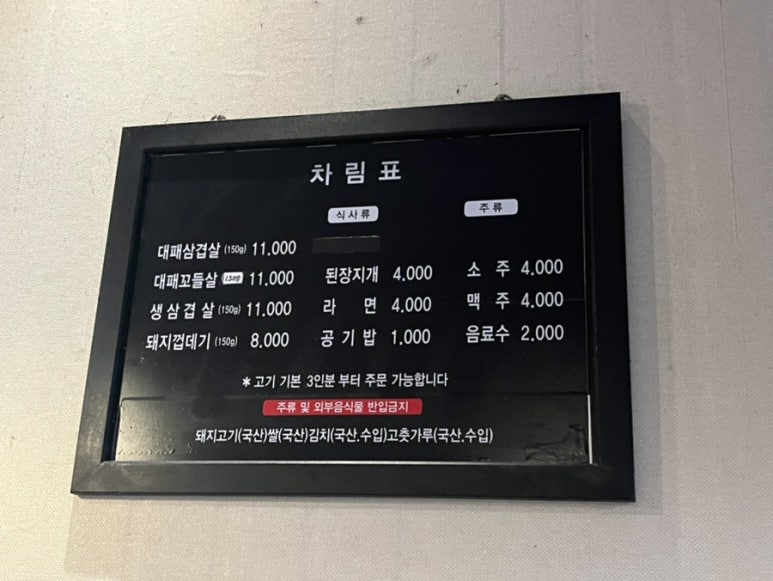 차림표
식사류
주류
대패삼겹살 (150g) 11.000
대패꼬들살 150g 11.000
된장지개 4.000
소 주 4.000
생삼겹살 (150g) 11.000
라 면 4.000
맥 주 4.000
돼지껍데기 (150g) 8.000
공기밥 1.000
음료수 2.000
*고기 기본 3인분 부터 주문 가능합니다
주류 및 외부음식물 반입금지
돼지고기(국산)쌀(국산)김치(국산.수입)고춧가루(국산.수입)